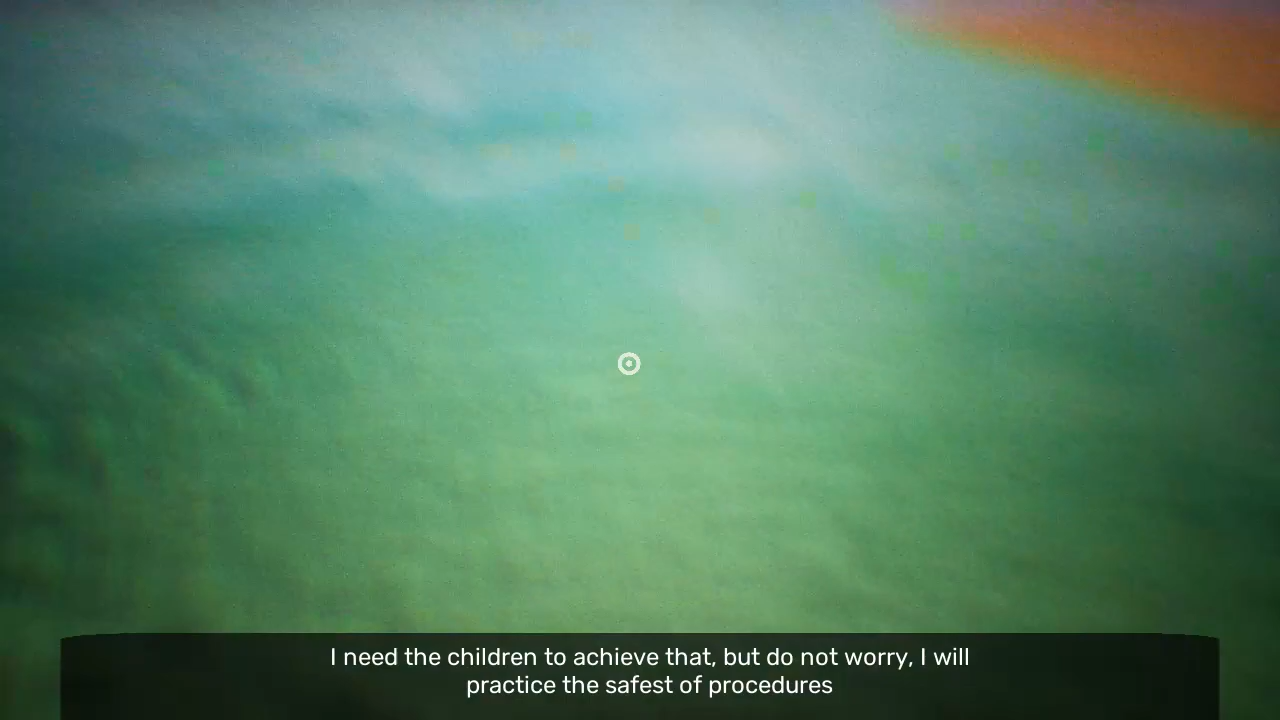 I need the children to achieve that, but do not worry, I will
practice the safest of procedures